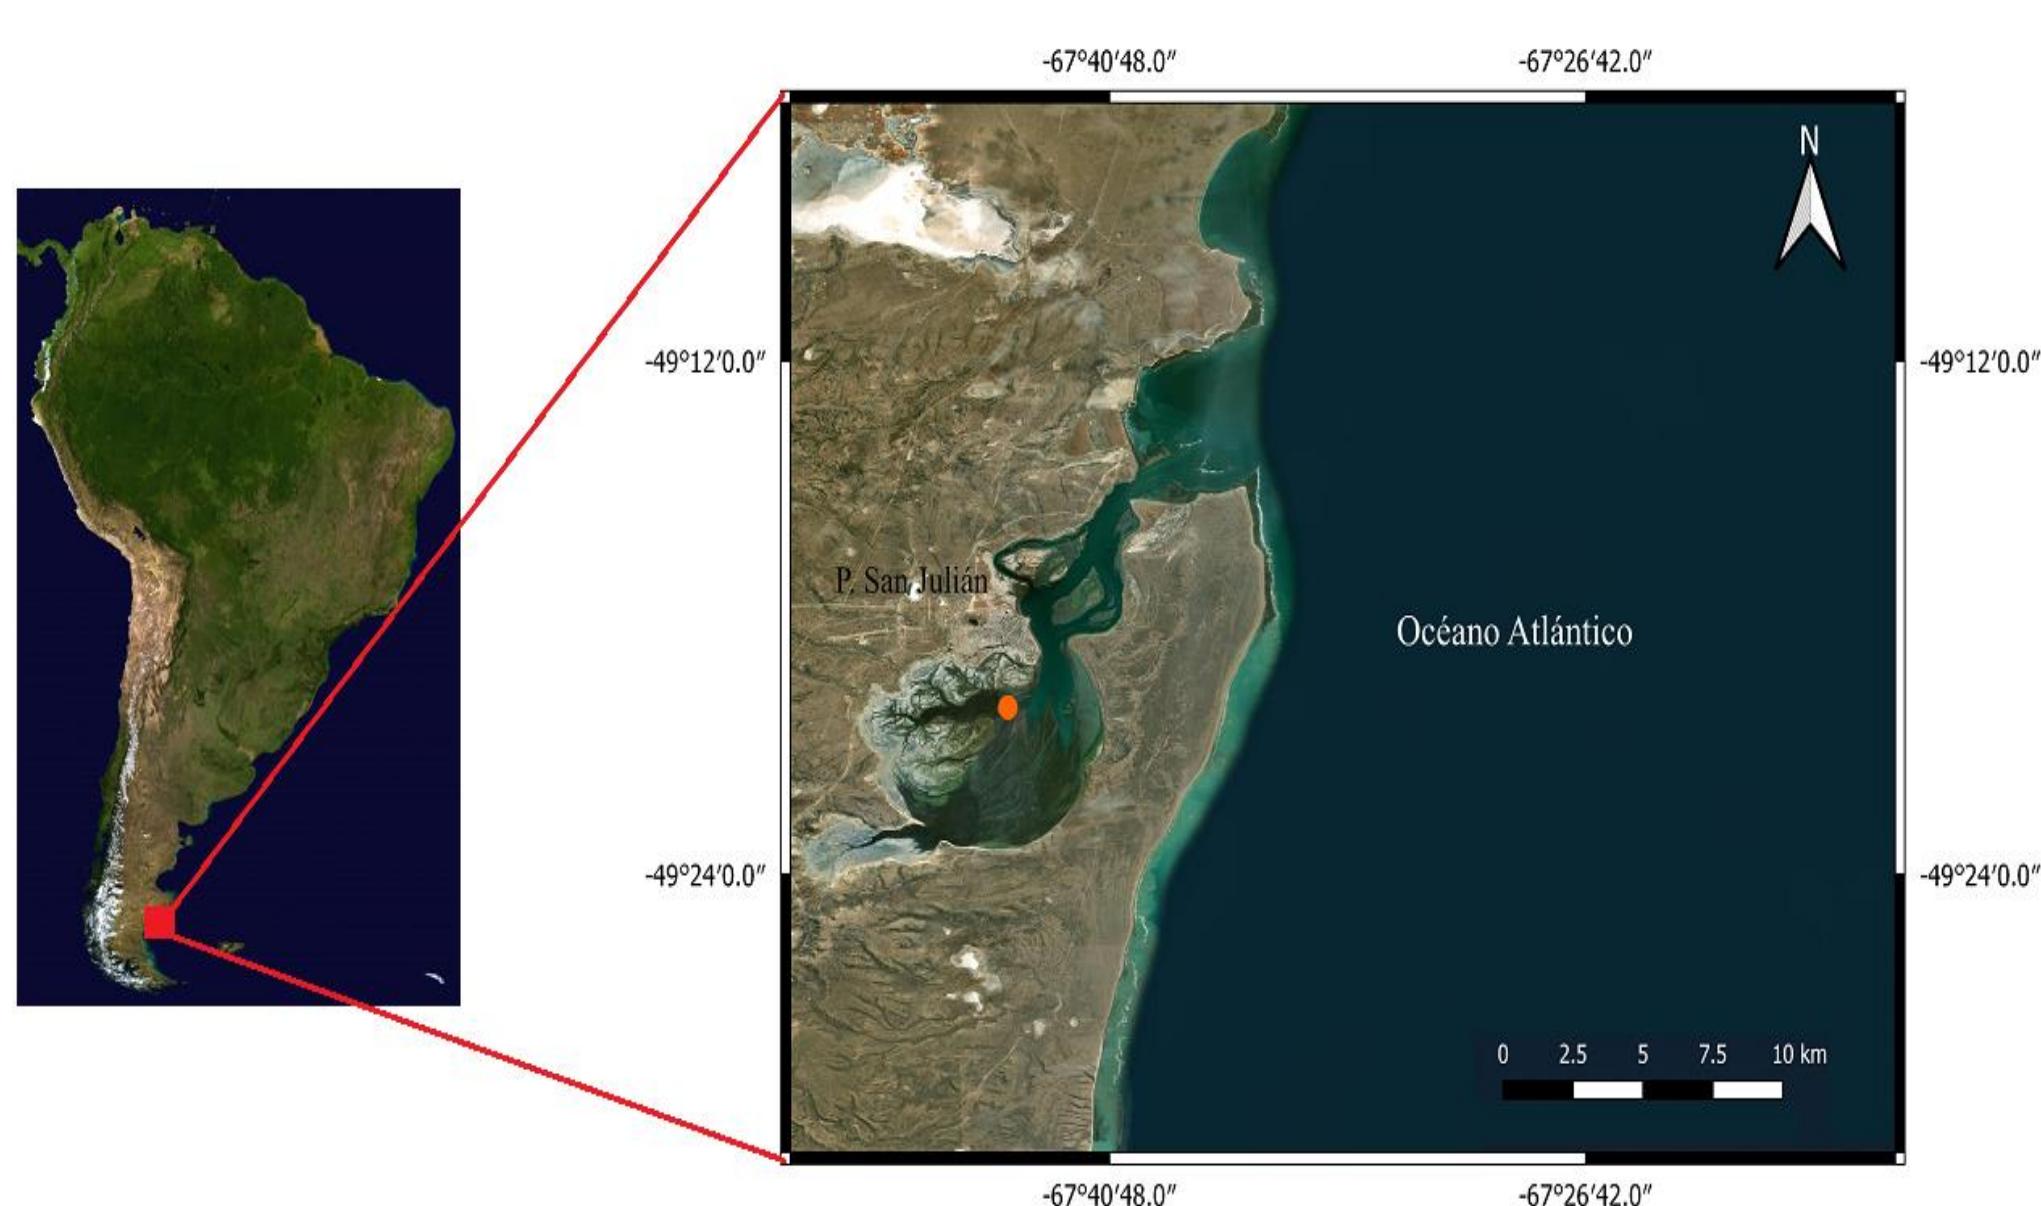 -67°40'48.0" -67°26'42.0"
N
-49°12'0.0" -49°12'0.0"
P. San Julián
Océano Atlántico
-49°24'0.0" -49°24'0.0"
0 2.5 5 7.5 10 km
-67°40'48.0" -67°26'42.0"